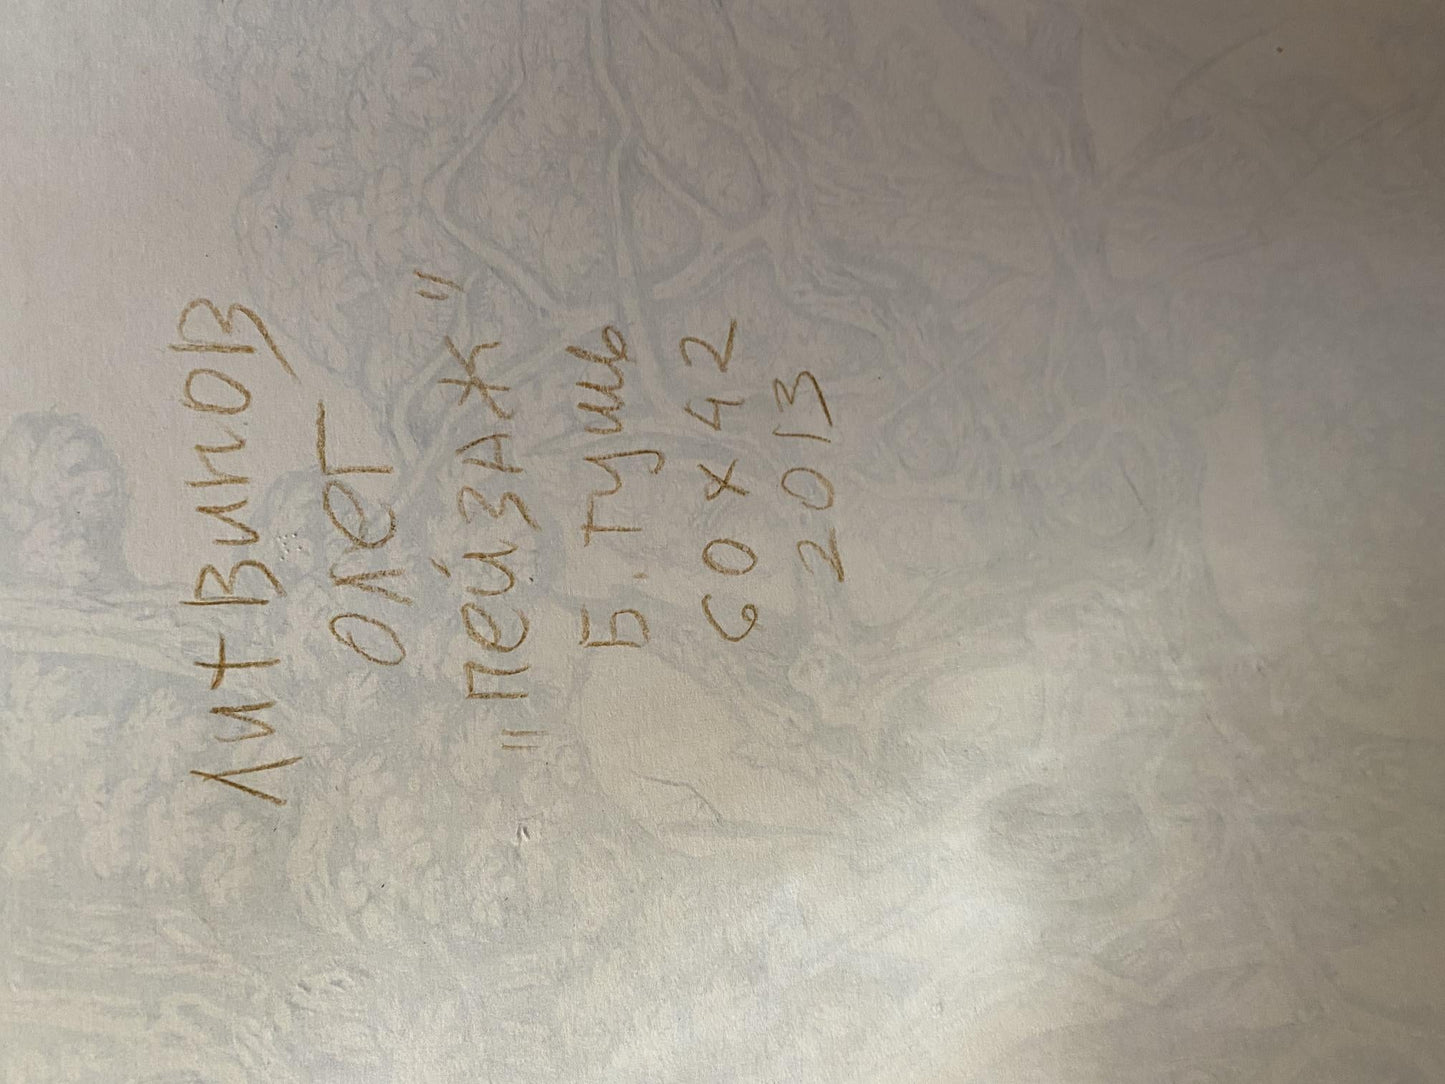 Литвинов
Олег
"Пейзаж"
Б. тушь
60 х 42
2013